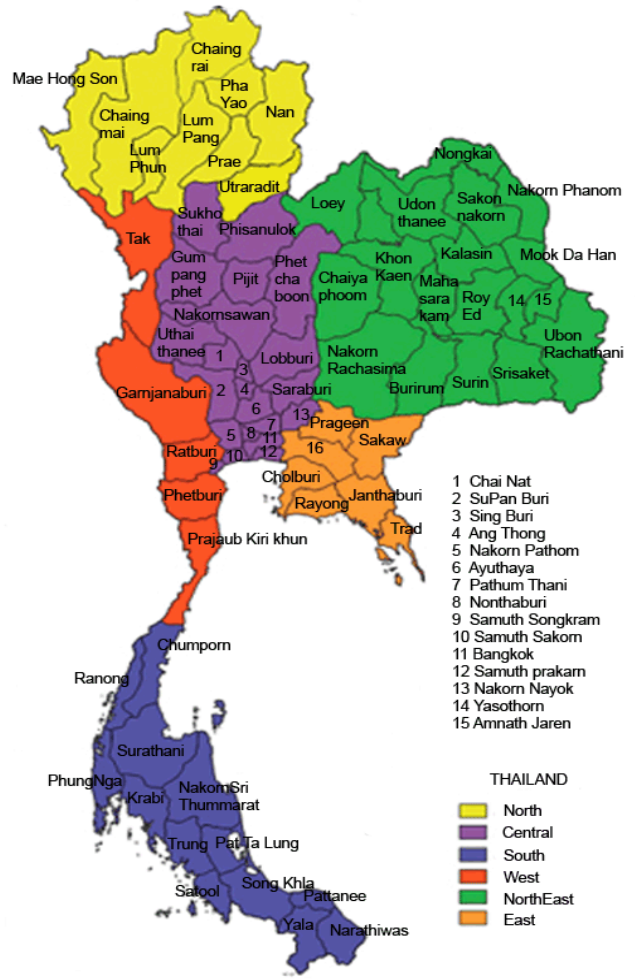 Chaing
rai
Mae Hong Son
Pha
Yao
Chaing
mai
Lum
Pang
Nan
Lum
Phun
Prae
Utraradit
Nongkai
Loey
Udon
thanee
Sakon
nakorn
Nakorn Phanom
Tak
Sukho
thai
Phisanulok
Gum
pang
phet
Pijit
Phet
cha
boon
Chaiya
phoom
Khon
Kaen
Kalasin
Mook Da Han
Maha
sara
kam
Roy
Ed
14
15
Nakornsawan
Uthai
thanee
1
3
Lobburi
Nakorn
Rachasima
Ubon
Rachathani
Gamjanaburi
2
4
Saraburi
Burirum
Surin
Srisaket
6
13
7
Prageen
5
8
11
Sakaw
Ratburi
9
10
12
16
Cholburi
Phetburi
Rayong
Janthaburi
Trad
Prajaub Kiri khun
1 Chai Nat
2 SuPan Buri
3 Sing Buri
4 Ang Thong
5 Nakorn Pathom
6 Ayuthaya
7 Pathum Thani
8 Nonthaburi
9 Samuth Songkram
10 Samuth Sakorn
11 Bangkok
12 Samuth prakarn
13 Nakorn Nayok
14 Yasothorn
15 Amnath Jaren
Chumporn
Ranong
Surathani
PhungNga
Krabi
NakornSri
Thummarat
Trung
Pat Ta Lung
Satool
Song Khla
Pattanee
Yala
Narathiwas
THAILAND
North
Central
South
West
NorthEast
East